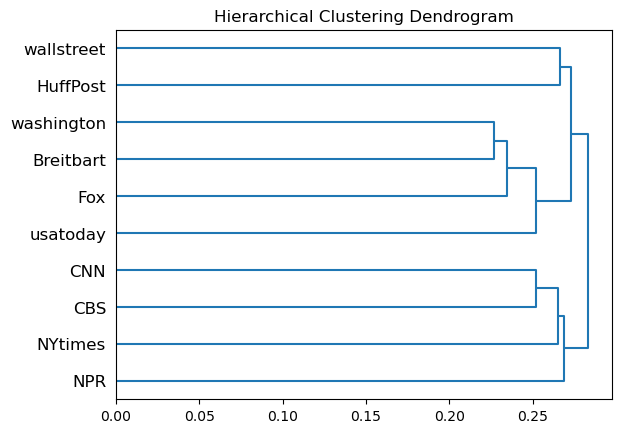 Hierarchical Clustering Dendrogram
wallstreet
HuffPost
washington
Breitbart
Fox
usatoday
CNN
CBS
NYtimes
NPR
0.00 0.05 0.10 0.15 0.20 0.25